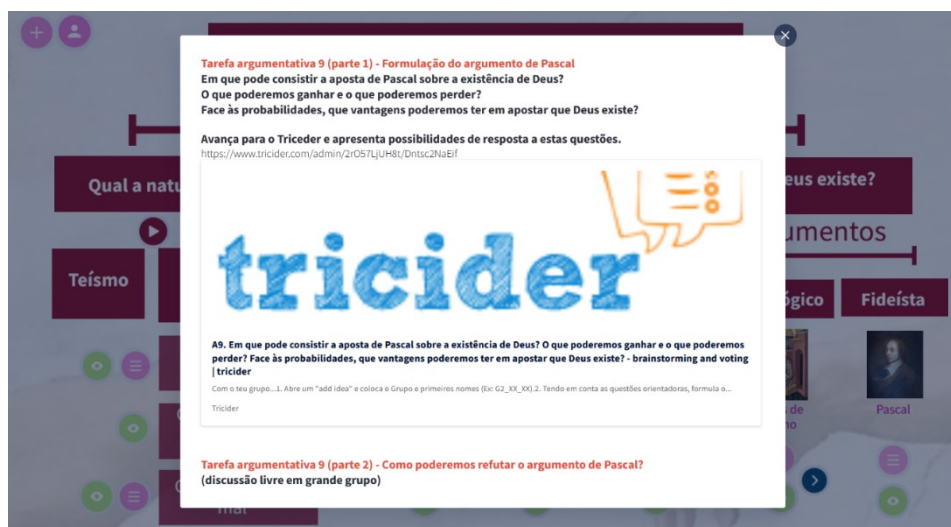 Tarefa argumentativa 9 (parte 1) - Formulação do argumento de Pascal
Em que pode consistir a aposta de Pascal sobre a existência de Deus?
O que poderemos ganhar e o que poderemos perder?
Face às probabilidades, que vantagens poderemos ter em apostar que Deus existe?
Avança para o Triceder e apresenta possibilidades de resposta a estas questões.
https://www.tricider.com/admin/2rO57LjUH8t/Dntsc2NaEif
tricider
A9. Em que pode consistir a aposta de Pascal sobre a existência de Deus? O que poderemos ganhar e o que poderemos
perder? Face às probabilidades, que vantagens poderemos ter em apostar que Deus existe? - brainstorming and voting
| tricider
Com o teu grupo...1. Abre um "add idea" e coloca o Grupo e primeiros nomes (Ex: G2_XX_XX).2. Tendo em conta as questões orientadoras, formula o...
Tricider
Tarefa argumentativa 9 (parte 2) - Como poderemos refutar o argumento de Pascal?
(discussão livre em grande grupo)
Qual a natu
eus existe?
umentos
Teísmo
ógico
Fideísta
de
Pascal
mal